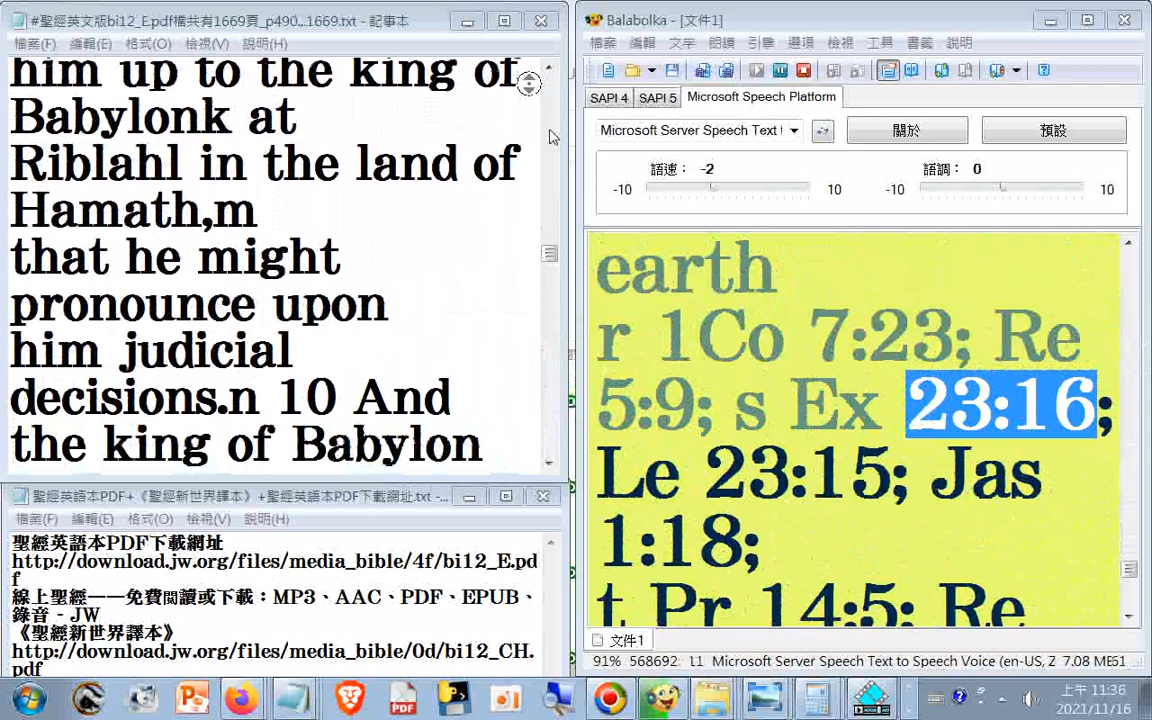 #聖經英文版bi12_E.pdf檔共有1669頁_p490...1669.txt - 記事本
檔案(F) 編輯(E) 格式(O) 檢視(V) 說明(H)
him up to the king of
Babylonk at
Riblahl in the land of
Hamath,m
that he might
pronounce upon
him judicial
decisions.n 10 And
the king of Babylon
聖經英語本PDF+《聖經新世界譯本》+聖經英語本PDF下載網址.txt - ...
檔案(F) 編輯(E) 格式(O) 檢視(V) 說明(H)
聖經英語本PDF下載網址
http://download.jw.org/files/media_bible/4f/bi12_E.pd
f
線上聖經——免費閱讀或下載：MP3、AAC、PDF、EPUB、
錄音 - JW
《聖經新世界譯本》
http://download.jw.org/files/media_bible/0d/bi12_CH.
pdf
Balabolka - [文件1]
檔案 編輯 文字 朗讀 引擎 選項 檢視 工具 書籤 說明
SAPI 4 SAPI 5 Microsoft Speech Platform
Microsoft Server Speech Text 關於 預設
語速： -2 語調： 0
-10 10 -10 10
earth
r 1Co 7:23; Re
5:9; s Ex 23:16;
Le 23:15; Jas
1:18;
t Pr 14:5; Re
文件1
91% 568692: 11 Microsoft Server Speech Text to Speech Voice (en-US, Z 7.08 ME51
PDF
上午 11:36
2021/11/16